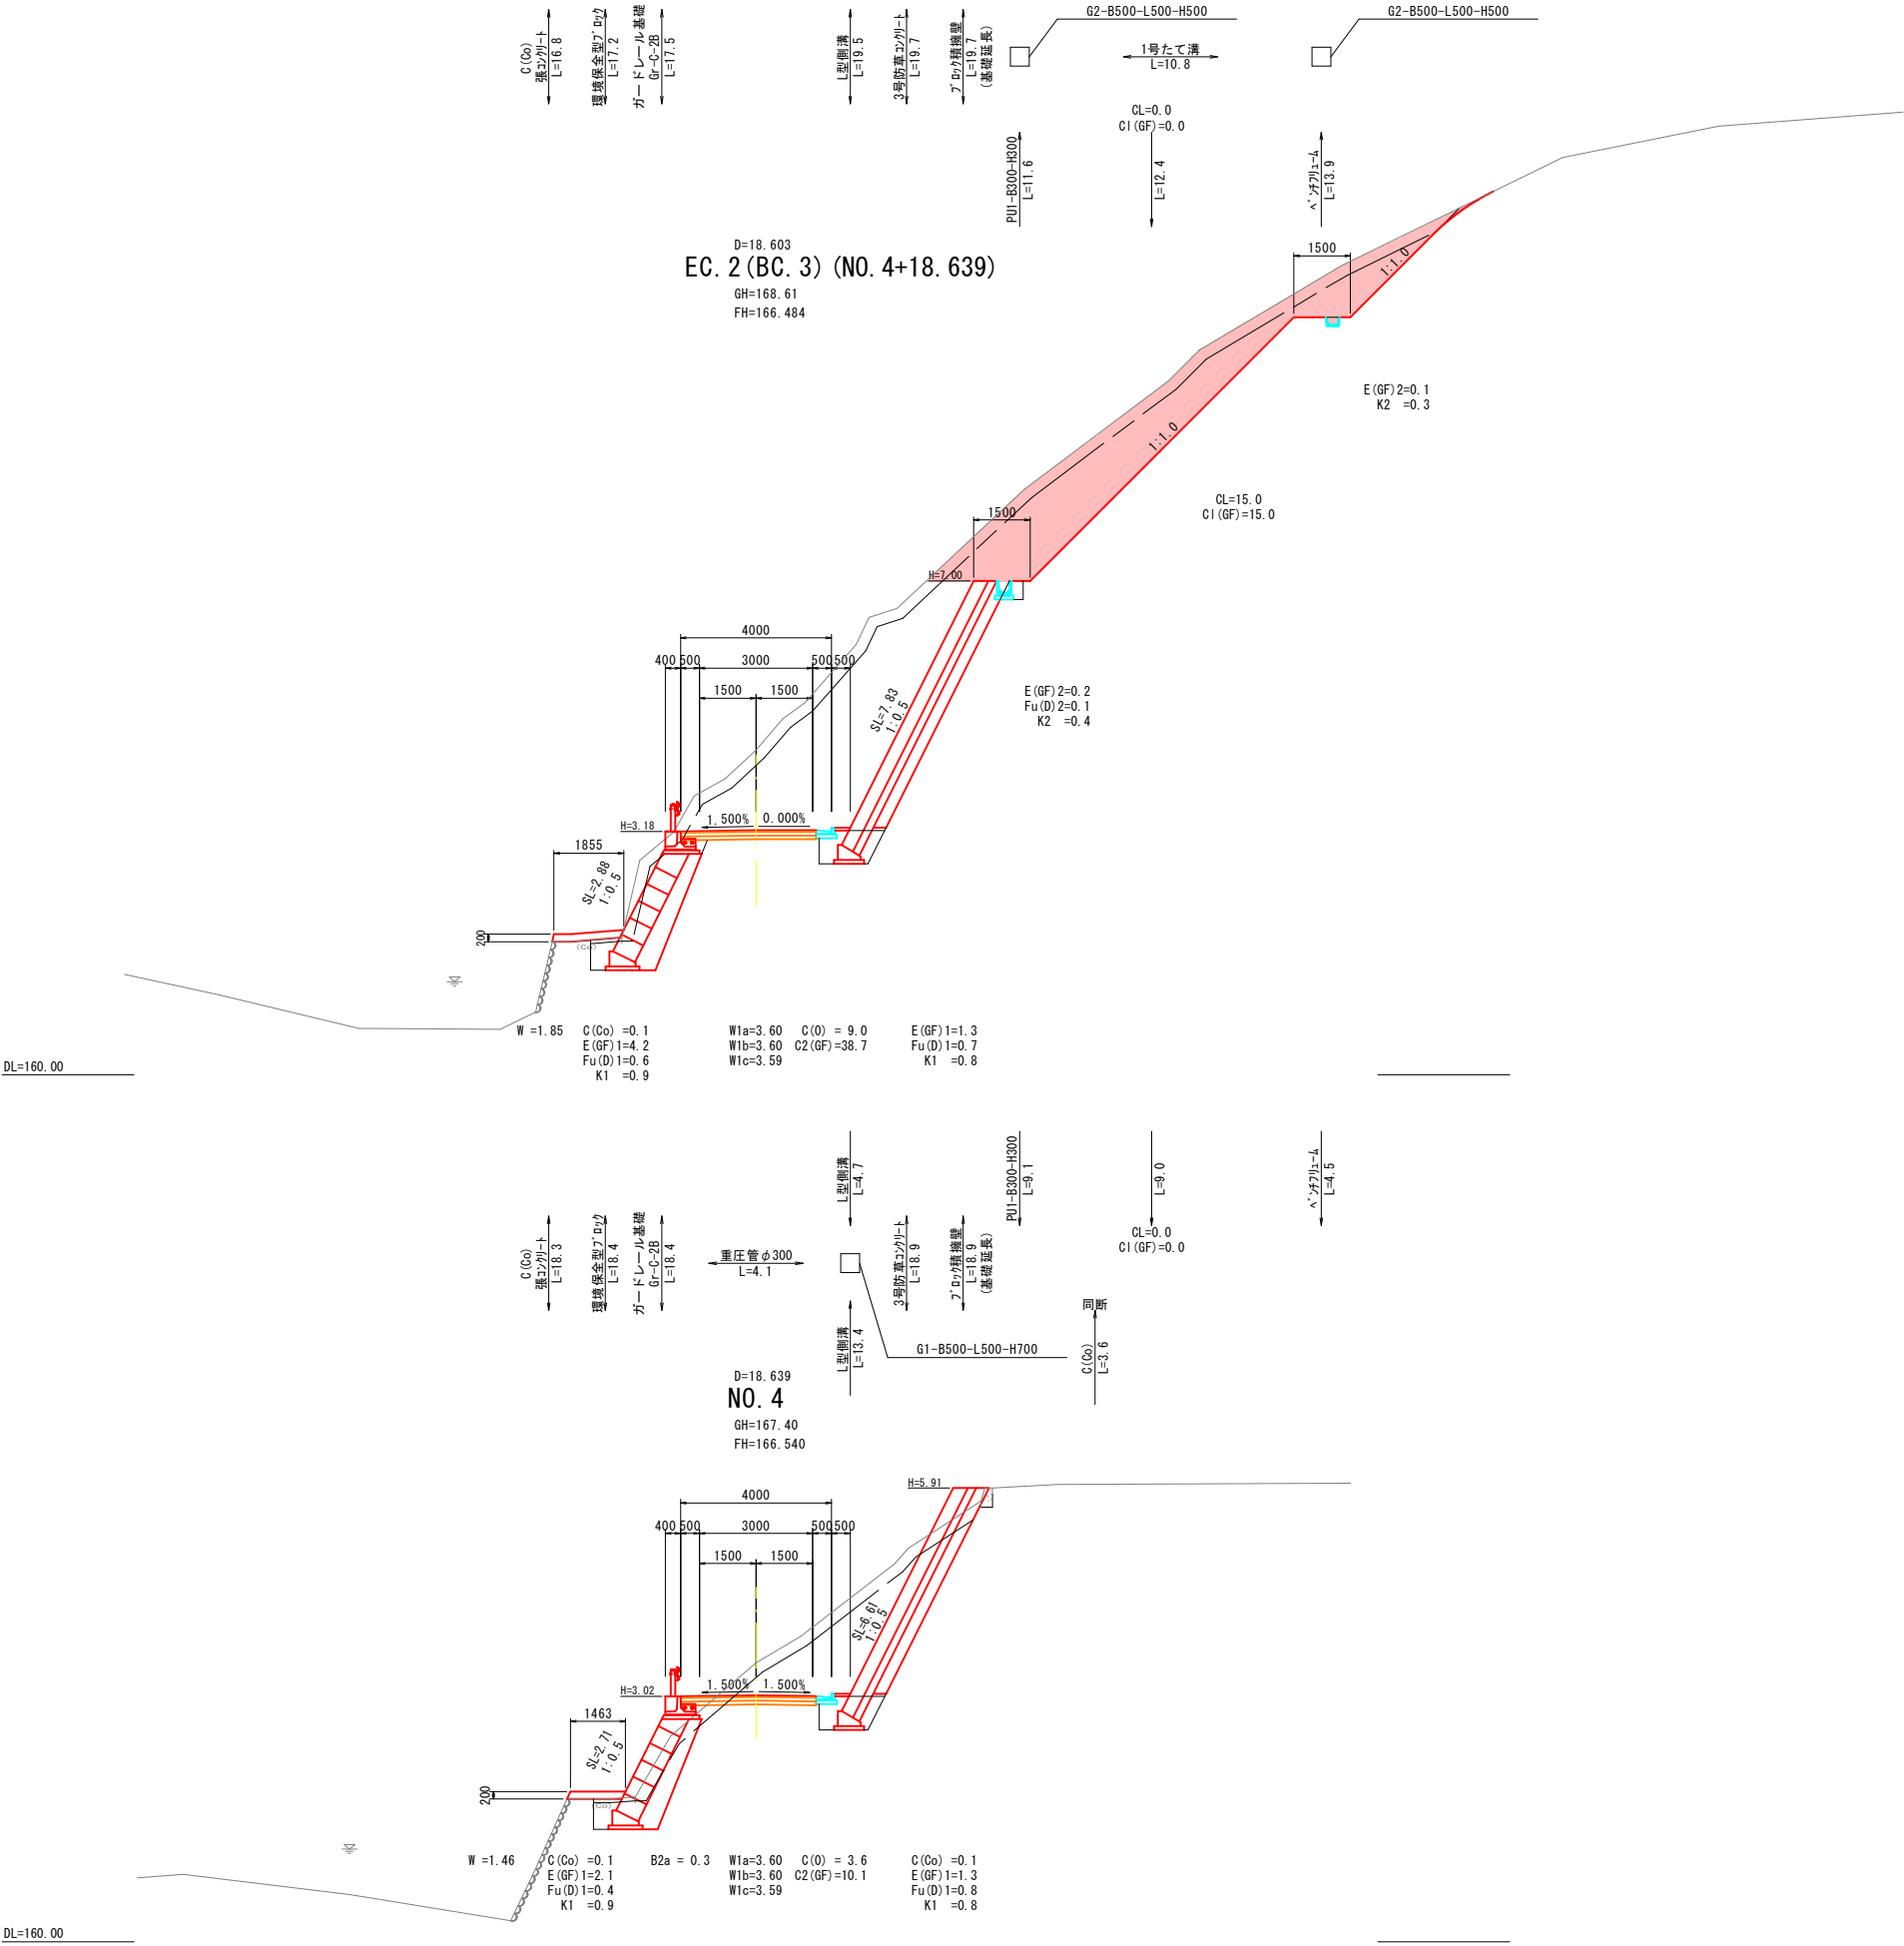 C(Co)
張コンクリート
L=16.8
環境保全型ブロック
L=17.2
ガードレール基礎
Gr-C-2B
L=17.5
L型側溝
L=19.5
3号防草コンクリート
L=19.7
ブロック積擁壁
L=19.7
(基礎延長)
G2-B500-L500-H500
1号たて溝
L=10.8
G2-B500-L500-H500
CL=0.0
Cl(GF)=0.0
PU1-B300-H300
L=11.6
L=12.4
ベンチフリューム
L=13.9
D=18.603
EC.2(BC.3)(NO.4+18.639)
GH=168.61
FH=166.484
1500
1:1.0
E(GF)2=0.1
K2 =0.3
1:1.0
CL=15.0
Cl(GF)=15.0
1500
H=7.00
4000
400 500 3000 500 500
1500 1500
SL=7.83
1:0.5
E(GF)2=0.2
Fu(D)2=0.1
K2 =0.4
H=3.18
1.500% 0.000%
1855
SL=2.88
1:0.5
200
(Co)
W =1.85
C(Co) =0.1
E(GF)1=4.2
Fu(D)1=0.6
K1 =0.9
W1a=3.60
W1b=3.60
W1c=3.59
C(O) = 9.0
C2(GF)=38.7
E(GF)1=1.3
Fu(D)1=0.7
K1 =0.8
DL=160.00
L型側溝
L=4.7
PU1-B300-H300
L=9.1
L=9.0
ベンチフリューム
L=4.5
CL=0.0
Cl(GF)=0.0
C(Co)
張コンクリート
L=18.3
環境保全型ブロック
L=18.4
ガードレール基礎
Gr-C-2B
L=18.4
重圧管φ300
L=4.1
3号防草コンクリート
L=18.9
ブロック積擁壁
L=18.9
(基礎延長)
L型側溝
L=13.4
G1-B500-L500-H700
同断
C(Co)
L=3.6
D=18.639
NO.4
GH=167.40
FH=166.540
H=5.91
4000
400 500 3000 500 500
1500 1500
SL=6.61
1:0.5
H=3.02
1.500% 1.500%
1463
SL=2.71
1:0.5
200
(Co)
W =1.46
C(Co) =0.1
E(GF)1=2.1
Fu(D)1=0.4
K1 =0.9
B2a = 0.3
W1a=3.60
W1b=3.60
W1c=3.59
C(O) = 3.6
C2(GF)=10.1
C(Co) =0.1
E(GF)1=1.3
Fu(D)1=0.8
K1 =0.8
DL=160.00